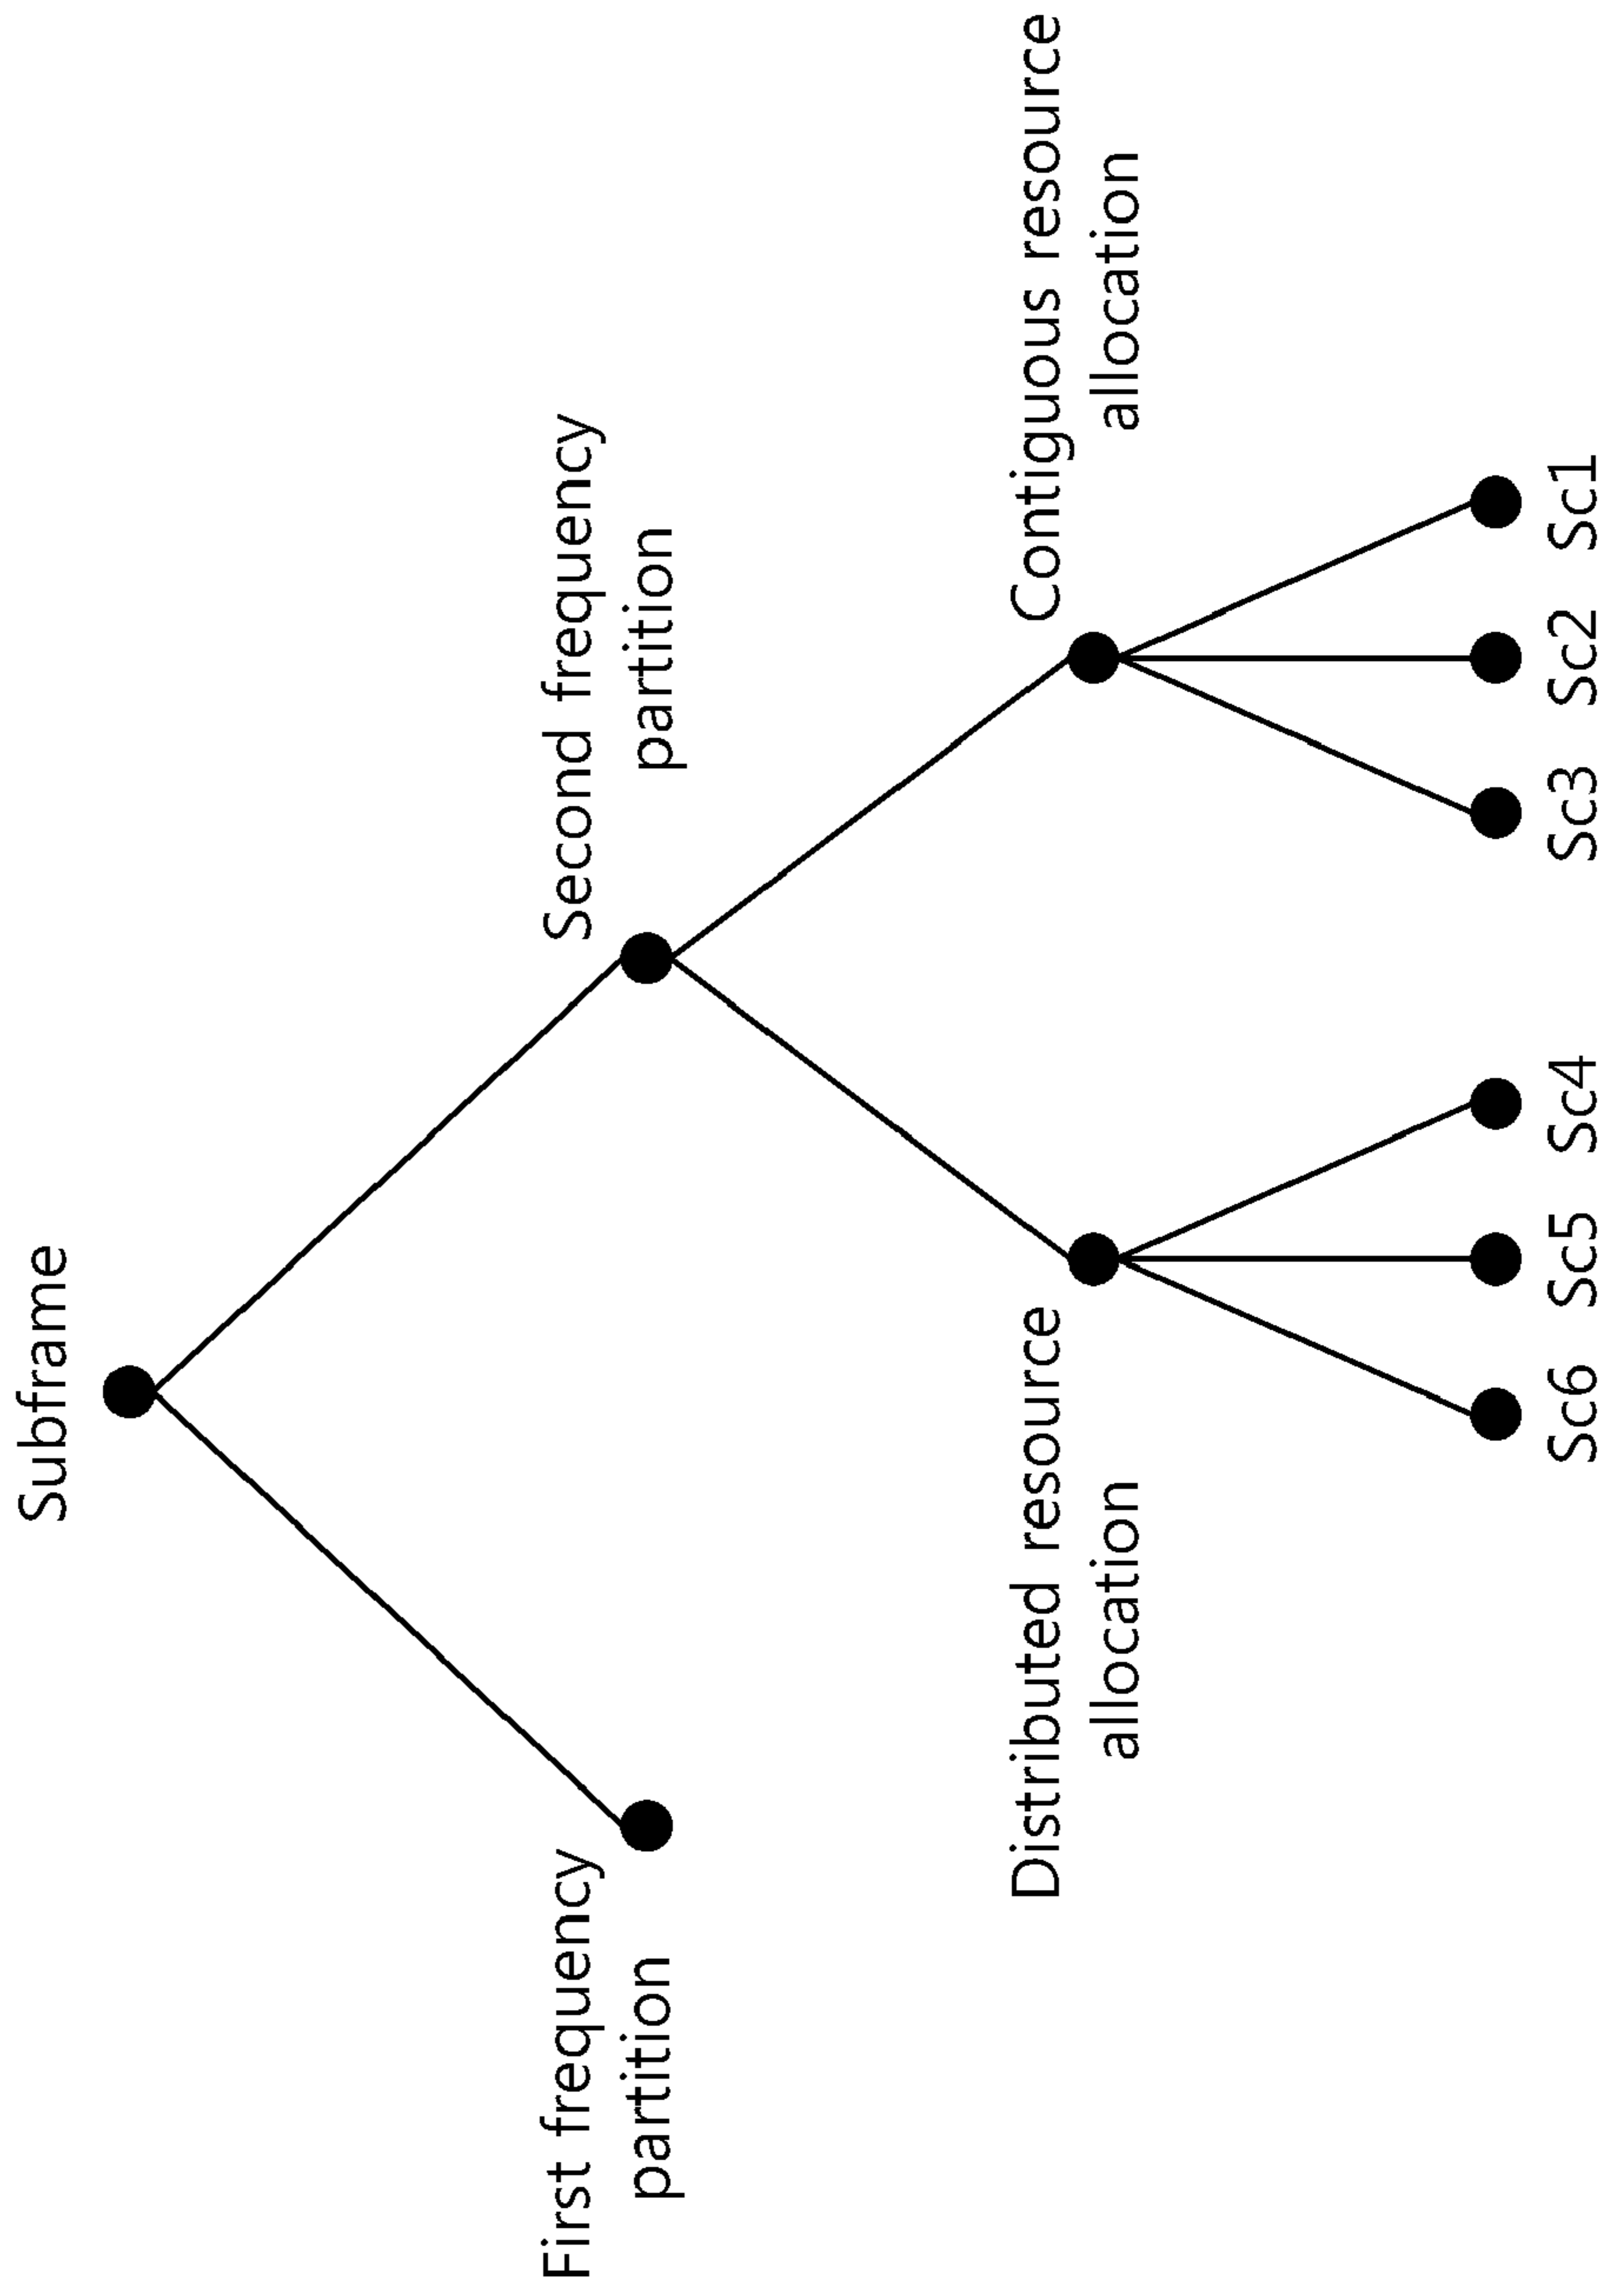 Subframe
First frequency
partition
Second frequency
partition
Distributed resource
allocation
Contiguous resource
allocation
Sc6
Sc5
Sc4
Sc3
Sc2
Sc1